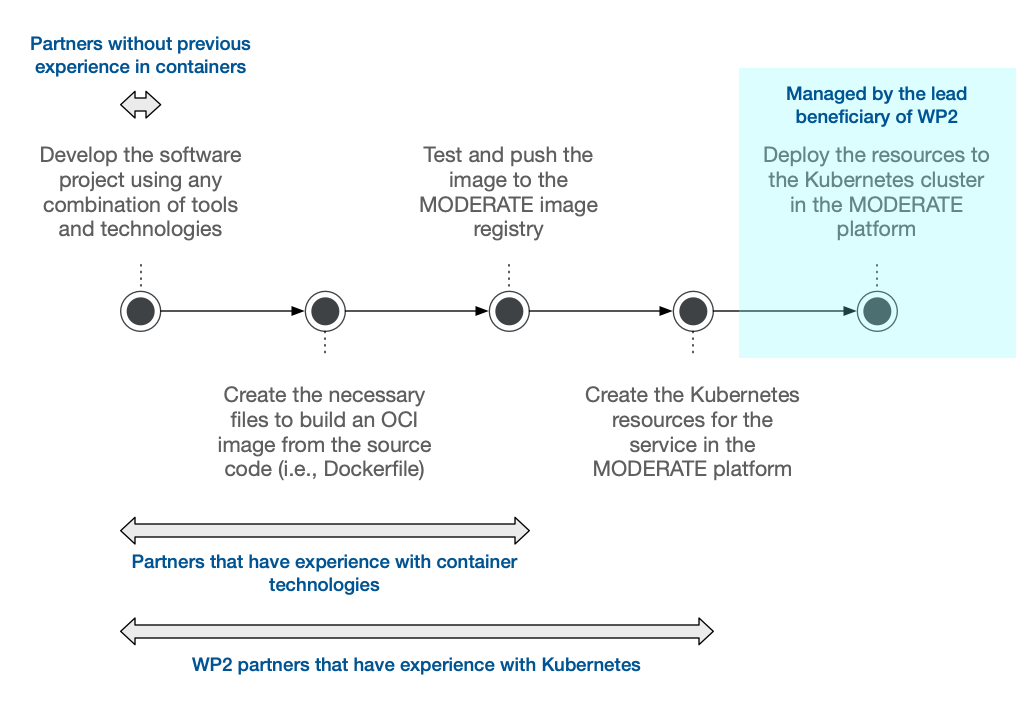 Partners without previous
experience in containers
Managed by the lead
beneficiary of WP2
Develop the software
project using any
combination of tools
and technologies
Test and push the
image to the
MODERATE image
registry
Deploy the resources to
the Kubernetes cluster
in the MODERATE
platform
Create the necessary
files to build an OCI
image from the source
code (i.e., Dockerfile)
Create the Kubernetes
resources for the
service in the
MODERATE platform
Partners that have experience with container
technologies
WP2 partners that have experience with Kubernetes